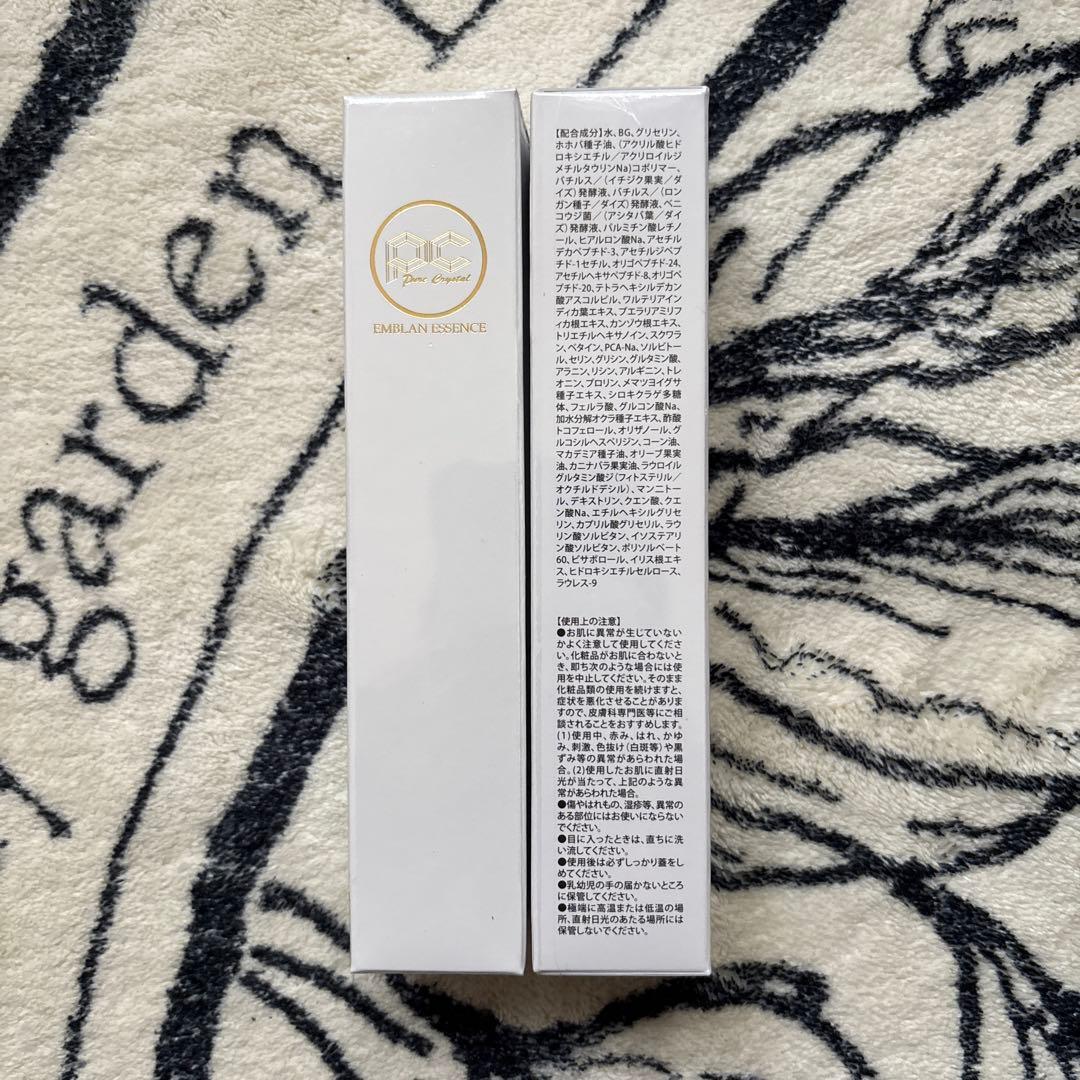 garden
PC
Pure Crystal
EMBLAN ESSENCE
【配合成分】水、BG、グリセリン、
ホホバ種子油、(アクリル酸ヒド
ロキシエチル／アクリロイルジ
メチルタウリンNa)コポリマー、
バチルス／(イチジク果実／ダ
イズ)発酵液、バチルス／(ロン
ガン種子／ダイズ)発酵液、ベニ
コウジ菌／(アシタバ葉／ダイ
ズ)発酵液、パルミチン酸レチノ
ール、ヒアルロン酸Na、アセチル
デカペプチド-3、アセチルジペプ
チド-1セチル、オリゴペプチド-24、
アセチルヘキサペプチド-8、オリゴペ
プチド-20、テトラヘキシルデカン
酸アスコルビル、ワルテリアイン
ディカ葉エキス、プエラリアミリフ
ィカ根エキス、カンゾウ根エキス、
トリエチルヘキサノイン、スクワラ
ン、ベタイン、PCA-Na、ソルビトー
ル、セリン、グリシン、グルタミン酸、
アラニン、リシン、アルギニン、トレ
オニン、プロリン、メマツヨイグサ
種子エキス、シロキクラゲ多糖
体、フェルラ酸、グルコン酸Na、
加水分解オクラ種子エキス、酢酸
トコフェロール、オリザノール、グ
ルコシルヘスペリジン、コーン油、
マカデミア種子油、オリーブ果実
油、カニナバラ果実油、ラウロイル
グルタミン酸ジ(フィトステリル／
オクチルドデシル)、マンニトー
ル、デキストリン、クエン酸、クエ
ン酸Na、エチルヘキシルグリセ
リン、カプリル酸グリセリル、ラウ
リン酸ソルビタン、イソステアリ
ン酸ソルビタン、ポリソルベート
60、ビサボロール、イリス根エキ
ス、ヒドロキシエチルセルロース、
ラウレス-9
【使用上の注意】
●お肌に異常が生じていない
かよく注意して使用してくださ
い。化粧品がお肌に合わないと
き、即ち次のような場合には使
用を中止してください。そのまま
化粧品類の使用を続けますと、
症状を悪化させることがありま
すので、皮膚科専門医等にご相
談されることをおすすめします。
(1)使用中、赤み、はれ、かゆ
み、刺激、色抜け(白斑等)や黒
ずみ等の異常があらわれた場
合。(2)使用したお肌に直射日
光が当たって、上記のような異
常があらわれた場合。
●傷やはれもの、湿疹等、異常の
ある部位にはお使いにならない
でください。
●目に入ったときは、直ちに洗
い流してください。
●使用後は必ずしっかり蓋をし
めてください。
●乳幼児の手の届かないところ
に保管してください。
●極端に高温または低温の場
所、直射日光のあたる場所には
保管しないでください。